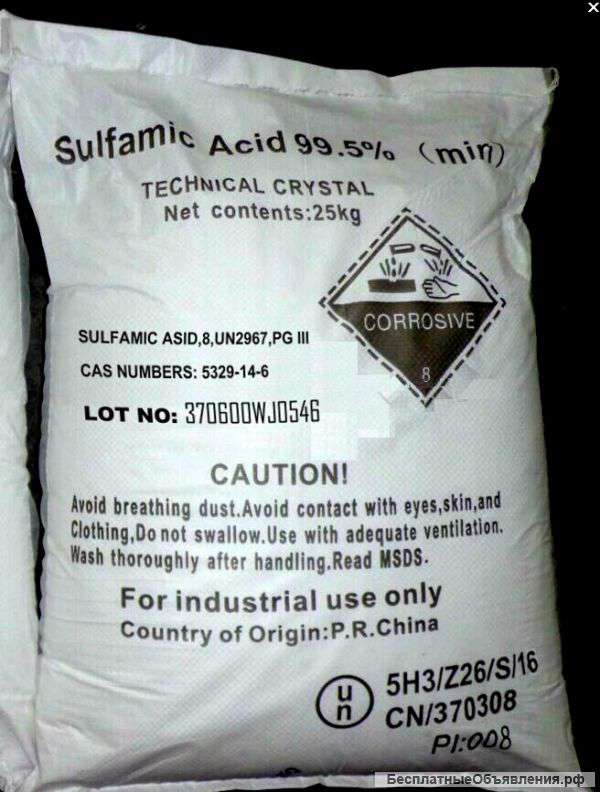 Sulfamic Acid 99.5% (min)
TECHNICAL CRYSTAL
Net contents:25kg
CORROSIVE
8
SULFAMIC ASID,8,UN2967,PG III
CAS NUMBERS: 5329-14-6
LOT NO: 370600WJ0546
CAUTION!
Avoid breathing dust.Avoid contact with eyes,skin,and
Clothing,Do not swallow.Use with adequate ventilation.
Wash thoroughly after handling.Read MSDS.
For industrial use only
Country of Origin:P.R.China
un
5H3/Z26/S/16
CN/370308
PI:008
БесплатныеОбъявления.рф